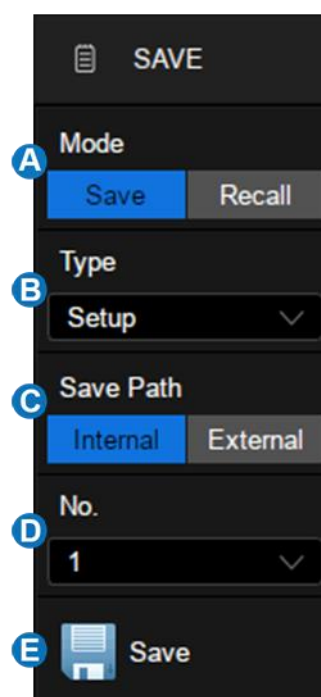 SAVE
Mode
A
Save Recall
Type
B
Setup
Save Path
C
Internal External
No.
D
1
E Save